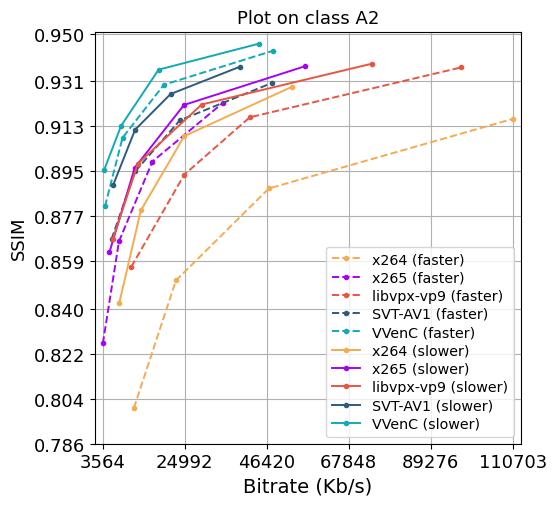 Plot on class A2
0.950
0.931
0.913
0.895
0.877
0.859
0.840
0.822
0.804
0.786
SSIM
x264 (faster)
x265 (faster)
libvpx-vp9 (faster)
SVT-AV1 (faster)
VVenC (faster)
x264 (slower)
x265 (slower)
libvpx-vp9 (slower)
SVT-AV1 (slower)
VVenC (slower)
3564 24992 46420 67848 89276 110703
Bitrate (Kb/s)